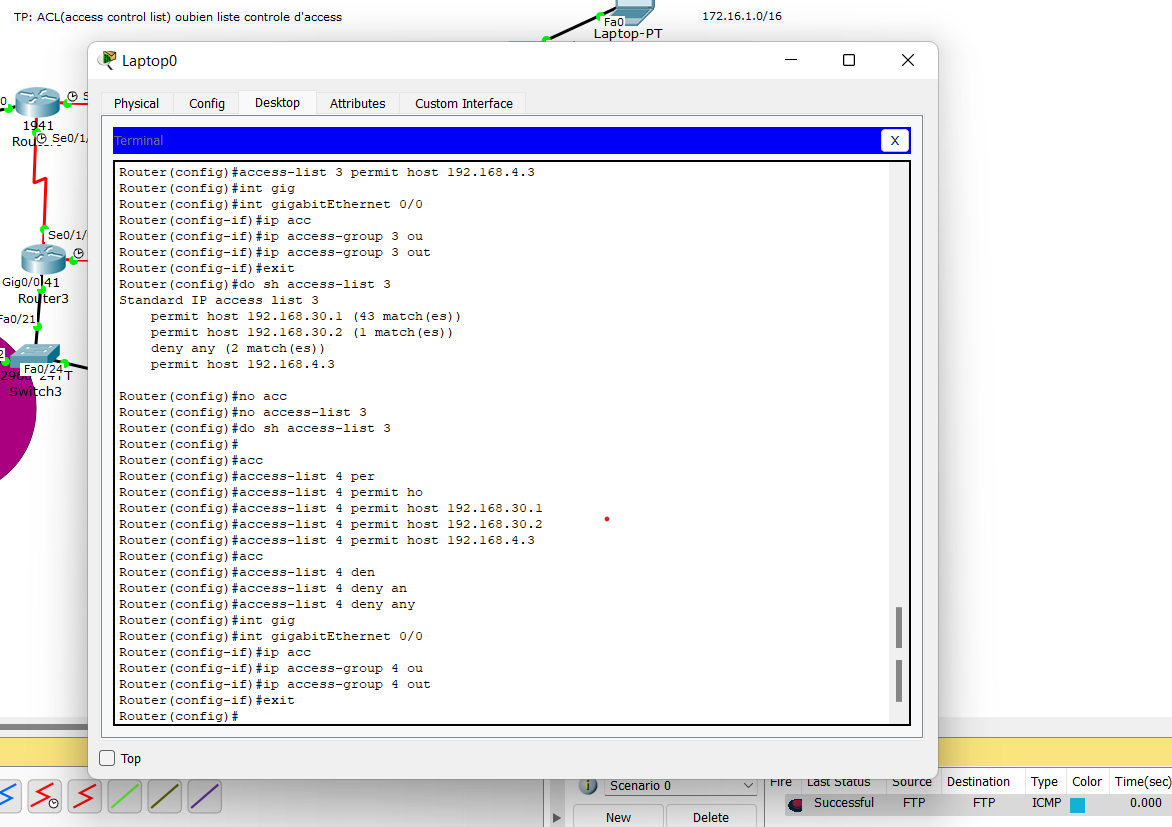 TP: ACL(access control list) oubien liste controle d'access
172.16.1.0/16
Fa0
Laptop-PT
Laptop0
Physical
Config
Desktop
Attributes
Custom Interface
Terminal
X
Router(config)#access-list 3 permit host 192.168.4.3
Router(config)#int gig
Router(config)#int gigabitEthernet 0/0
Router(config-if)#ip acc
Router(config-if)#ip access-group 3 ou
Router(config-if)#ip access-group 3 out
Router(config-if)#exit
Router(config)#do sh access-list 3
Standard IP access list 3
permit host 192.168.30.1 (43 match(es))
permit host 192.168.30.2 (1 match(es))
deny any (2 match(es))
permit host 192.168.4.3
Router(config)#no acc
Router(config)#no access-list 3
Router(config)#do sh access-list 3
Router(config)#
Router(config)#acc
Router(config)#access-list 4 per
Router(config)#access-list 4 permit ho
Router(config)#access-list 4 permit host 192.168.30.1
Router(config)#access-list 4 permit host 192.168.30.2
Router(config)#access-list 4 permit host 192.168.4.3
Router(config)#acc
Router(config)#access-list 4 den
Router(config)#access-list 4 deny an
Router(config)#access-list 4 deny any
Router(config)#int gig
Router(config)#int gigabitEthernet 0/0
Router(config-if)#ip acc
Router(config-if)#ip access-group 4 ou
Router(config-if)#ip access-group 4 out
Router(config-if)#exit
Router(config)#
Top
1941
Se0/1/
Se0/1/
Gig0/0
41
Router3
Fa0/21
Fa0/24
Switch3
Scenario 0
New
Delete
Fire Last Status Source Destination Type Color Time(sec)
Successful FTP FTP ICMP 0.000